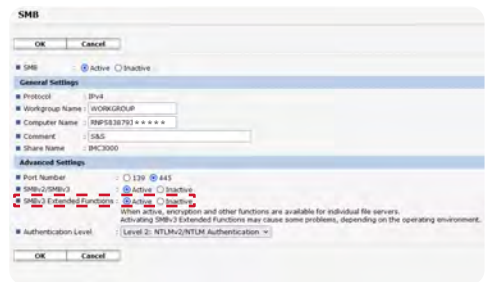 SMB
OK Cancel
SMB : Active Inactive
General Settings
Protocol : IPv4
Workgroup Name : WORKGROUP
Computer Name : RNP5838793*****
Comment : S&S
Share Name : IMC3000
Advanced Settings
Port Number : 139 445
SMBv2/SMBv3 : Active Inactive
SMBv3 Extended Functions : Active Inactive
When active, encryption and other functions are available for individual file servers.
Activating SMBv3 Extended Functions may cause some problems, depending on the operating environment.
Authentication Level : Level 2: NTLMv2/NTLM Authentication
OK Cancel